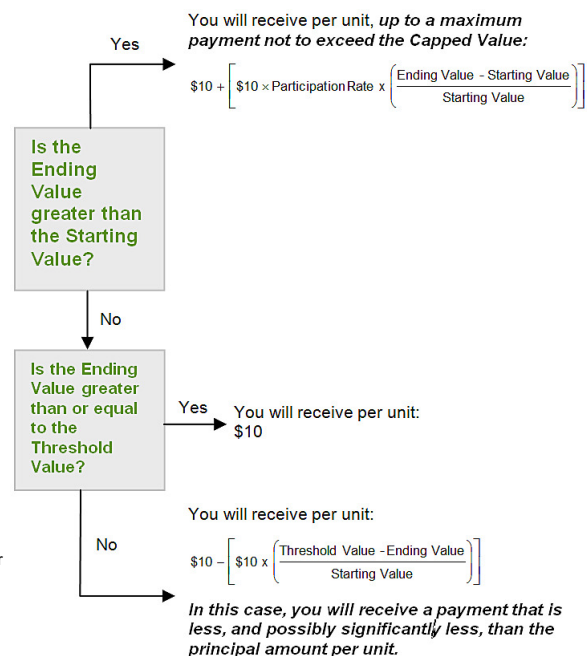 You will receive per unit, up to a maximum
payment not to exceed the Capped Value:
Yes
$10 + [ $10 × Participation Rate x ( Ending Value - Starting Value / Starting Value ) ]
Is the
Ending
Value
greater than
the Starting
Value?
No
Is the Ending
Value greater
than or equal
to the
Threshold
Value?
Yes
You will receive per unit:
$10
You will receive per unit:
No
$10 – [ $10 x ( Threshold Value - Ending Value / Starting Value ) ]
In this case, you will receive a payment that is
less, and possibly significantly less, than the
principal amount per unit.